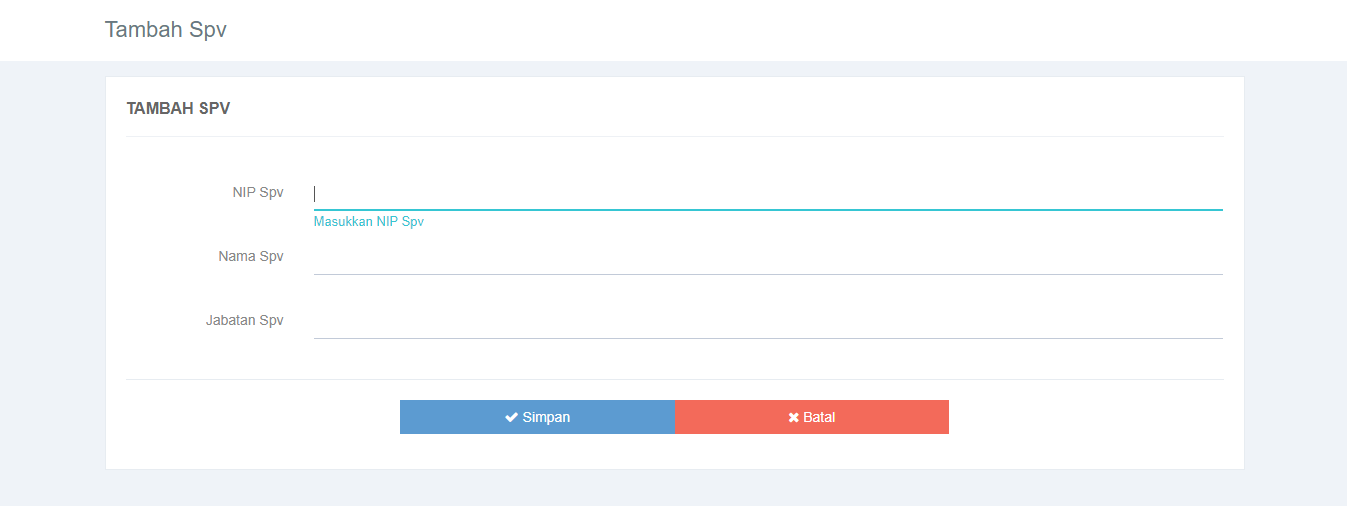 Tambah Spv
TAMBAH SPV
NIP Spv
Masukkan NIP Spv
Nama Spv
Jabatan Spv
Simpan
Batal